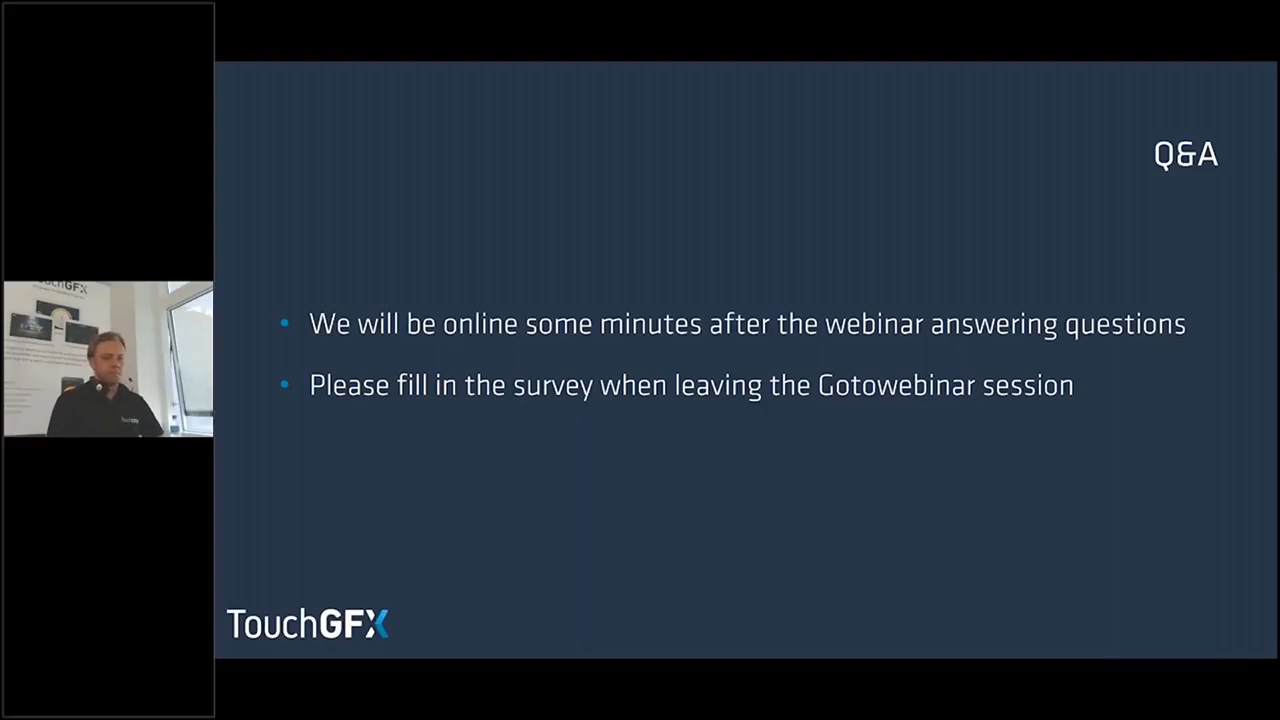 Q&A
• We will be online some minutes after the webinar answering questions
• Please fill in the survey when leaving the Gotowebinar session
TouchGFX